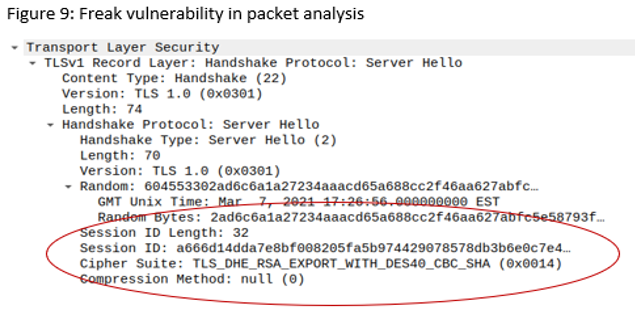 Figure 9: Freak vulnerability in packet analysis
Transport Layer Security
TLSv1 Record Layer: Handshake Protocol: Server Hello
Content Type: Handshake (22)
Version: TLS 1.0 (0x0301)
Length: 74
Handshake Protocol: Server Hello
Handshake Type: Server Hello (2)
Length: 70
Version: TLS 1.0 (0x0301)
Random: 604553302ad6c6a1a27234aaacd65a688cc2f46aa627abfc…
GMT Unix Time: Mar 7, 2021 17:26:56.000000000 EST
Random Bytes: 2ad6c6a1a27234aaacd65a688cc2f46aa627abfc5e58793f…
Session ID Length: 32
Session ID: a666d14dda7e8bf008205fa5b974429078578db3b6e0c7e4…
Cipher Suite: TLS_DHE_RSA_EXPORT_WITH_DES40_CBC_SHA (0x0014)
Compression Method: null (0)